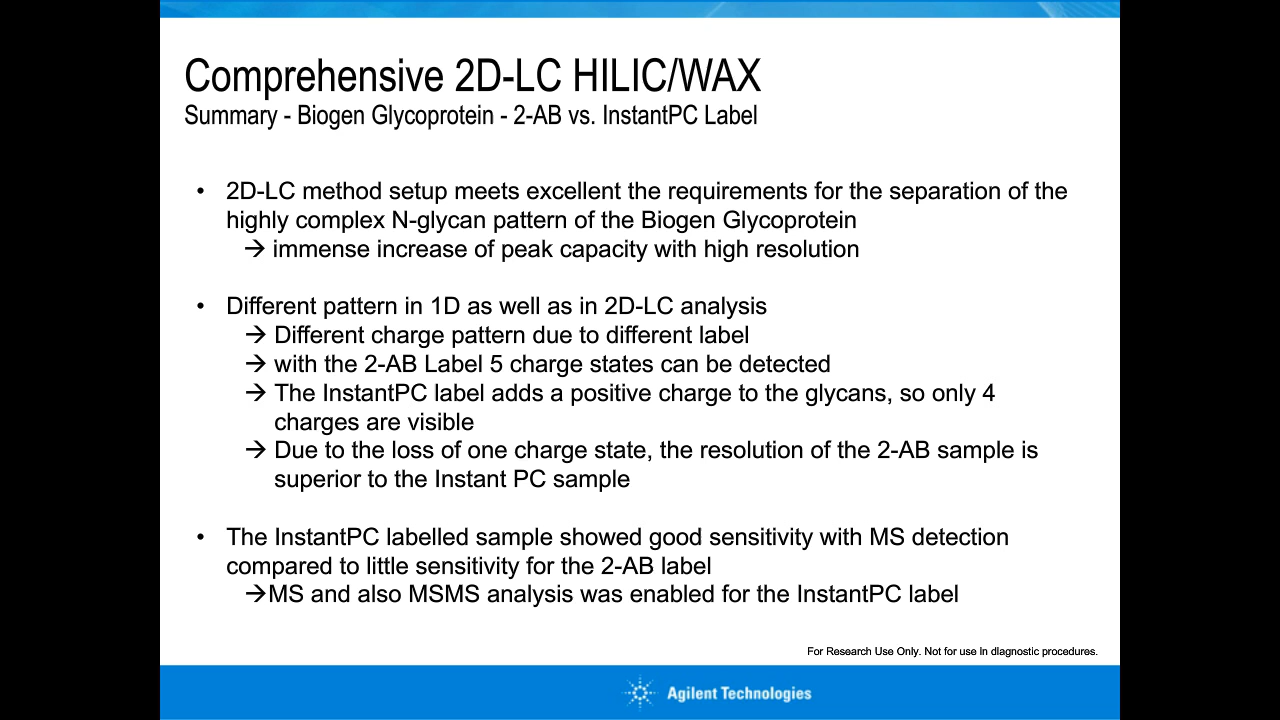 Comprehensive 2D-LC HILIC/WAX
Summary - Biogen Glycoprotein - 2-AB vs. InstantPC Label
• 2D-LC method setup meets excellent the requirements for the separation of the
highly complex N-glycan pattern of the Biogen Glycoprotein
→ immense increase of peak capacity with high resolution
• Different pattern in 1D as well as in 2D-LC analysis
→ Different charge pattern due to different label
→ with the 2-AB Label 5 charge states can be detected
→ The InstantPC label adds a positive charge to the glycans, so only 4
charges are visible
→ Due to the loss of one charge state, the resolution of the 2-AB sample is
superior to the Instant PC sample
• The InstantPC labelled sample showed good sensitivity with MS detection
compared to little sensitivity for the 2-AB label
→MS and also MSMS analysis was enabled for the InstantPC label
For Research Use Only. Not for use in diagnostic procedures.
Agilent Technologies